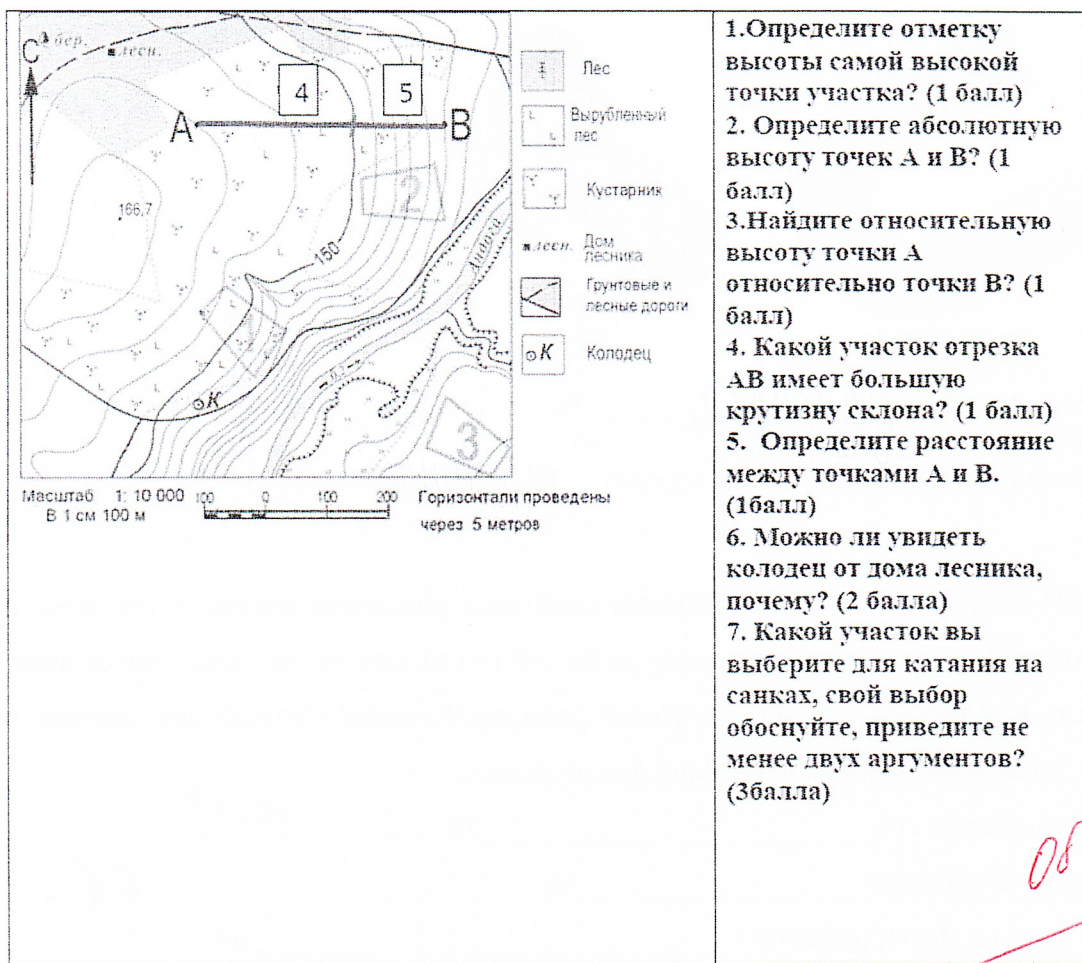 С
бер.
лесн.
4
5
А
В
2
166,7
150
Андога
1
К
3
Масштаб 1: 10 000
В 1 см 100 м
100 0 100 200
Горизонтали проведены
через 5 метров
Лес
Вырубленный
лес
Кустарник
лесн. Дом
лесника
Грунтовые и
лесные дороги
К Колодец
1.Определите отметку
высоты самой высокой
точки участка? (1 балл)
2. Определите абсолютную
высоту точек А и В? (1
балл)
3.Найдите относительную
высоту точки А
относительно точки В? (1
балл)
4. Какой участок отрезка
АВ имеет большую
крутизну склона? (1 балл)
5. Определите расстояние
между точками А и В.
(1балл)
6. Можно ли увидеть
колодец от дома лесника,
почему? (2 балла)
7. Какой участок вы
выберите для катания на
санках, свой выбор
обоснуйте, приведите не
менее двух аргументов?
(3балла)